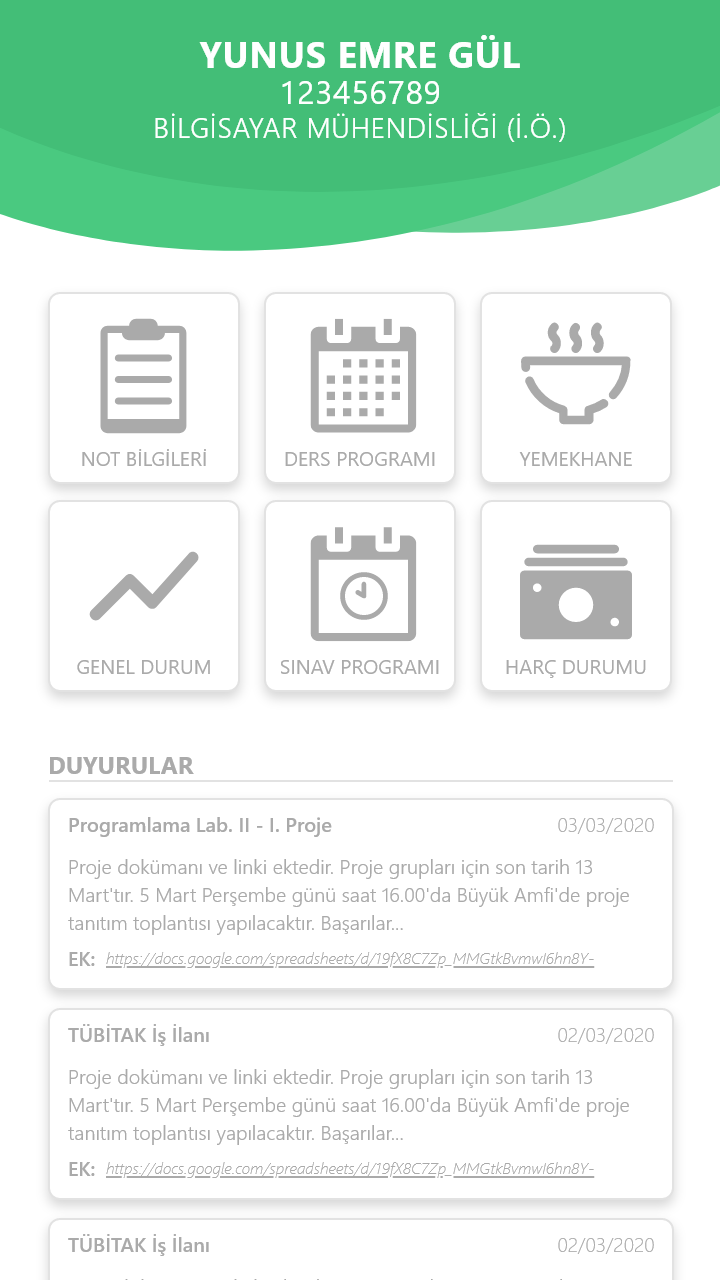 YUNUS EMRE GÜL
123456789
BİLGİSAYAR MÜHENDİSLİĞİ (İ.Ö.)
NOT BİLGİLERİ
DERS PROGRAMI
YEMEKHANE
GENEL DURUM
SINAV PROGRAMI
HARÇ DURUMU
DUYURULAR
Programlama Lab. II - I. Proje 03/03/2020
Proje dokümanı ve linki ektedir. Proje grupları için son tarih 13
Mart'tır. 5 Mart Perşembe günü saat 16.00'da Büyük Amfi'de proje
tanıtım toplantısı yapılacaktır. Başarılar...
EK: https://docs.google.com/spreadsheets/d/19fX8C7Zp_MMGtkBvmwI6hn8Y-
TÜBİTAK İş İlanı 02/03/2020
Proje dokümanı ve linki ektedir. Proje grupları için son tarih 13
Mart'tır. 5 Mart Perşembe günü saat 16.00'da Büyük Amfi'de proje
tanıtım toplantısı yapılacaktır. Başarılar...
EK: https://docs.google.com/spreadsheets/d/19fX8C7Zp_MMGtkBvmwI6hn8Y-
TÜBİTAK İş İlanı 02/03/2020